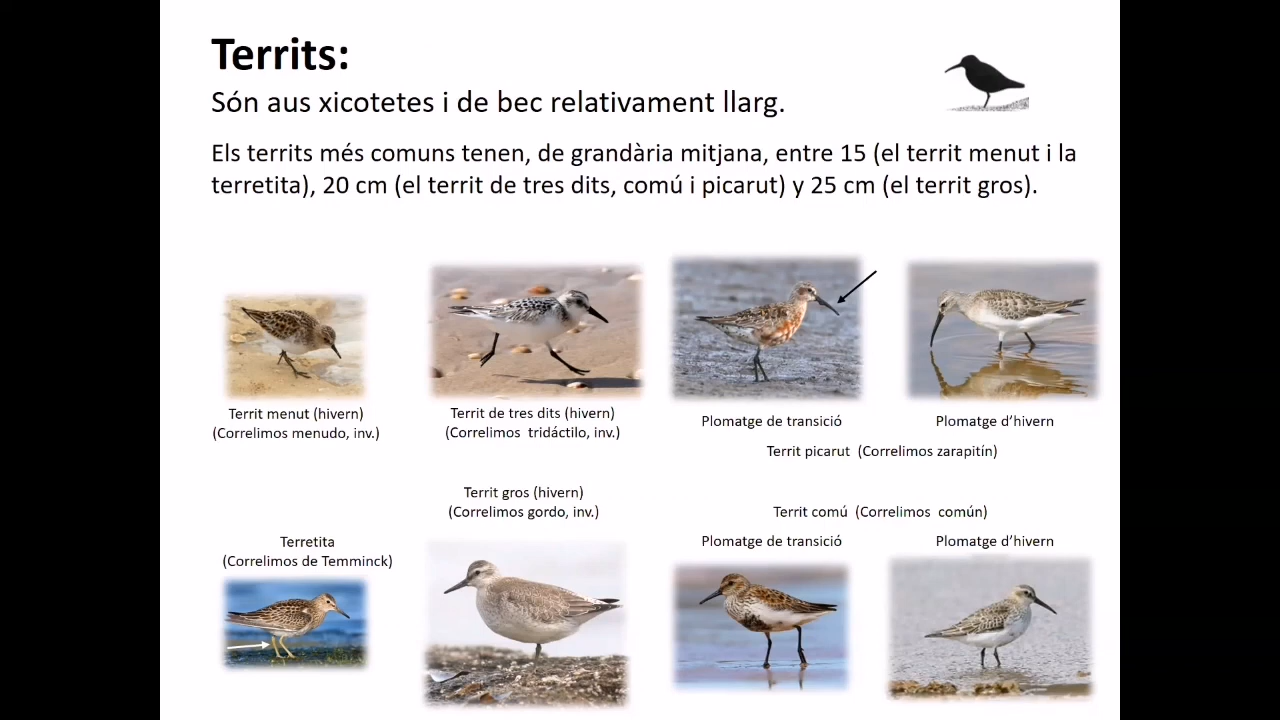 Territs:
Són aus xicotetes i de bec relativament llarg.
Els territs més comuns tenen, de grandària mitjana, entre 15 (el territ menut i la
terretita), 20 cm (el territ de tres dits, comú i picarut) y 25 cm (el territ gros).
Territ menut (hivern)
(Correlimos menudo, inv.)
Territ de tres dits (hivern)
(Correlimos tridáctilo, inv.)
Plomatge de transició
Plomatge d'hivern
Territ picarut (Correlimos zarapitín)
Territ gros (hivern)
(Correlimos gordo, inv.)
Territ comú (Correlimos común)
Terretita
(Correlimos de Temminck)
Plomatge de transició
Plomatge d'hivern